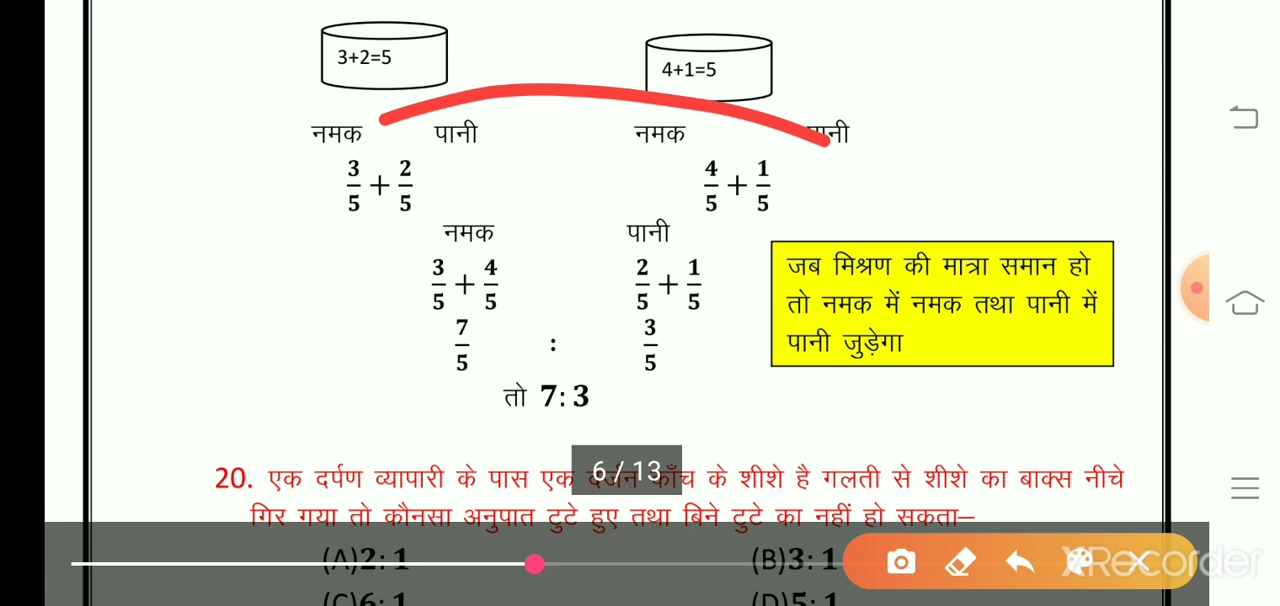 3+2=5
4+1=5
नमक पानी नमक पानी
3/5 + 2/5 4/5 + 1/5
नमक पानी
3/5 + 4/5 2/5 + 1/5
7/5 : 3/5
तो 7:3
जब मिश्रण की मात्रा समान हो
तो नमक में नमक तथा पानी में
पानी जुड़ेगा
6 / 13
20. एक दर्पण व्यापारी के पास एक दर्जन काँच के शीशे है गलती से शीशे का बाक्स नीचे
गिर गया तो कौनसा अनुपात टुटे हुए तथा बिने टुटे का नहीं हो सकता–
(A)2:1 (B)3:1
(C)6:1 (D)5:1
XRecorder